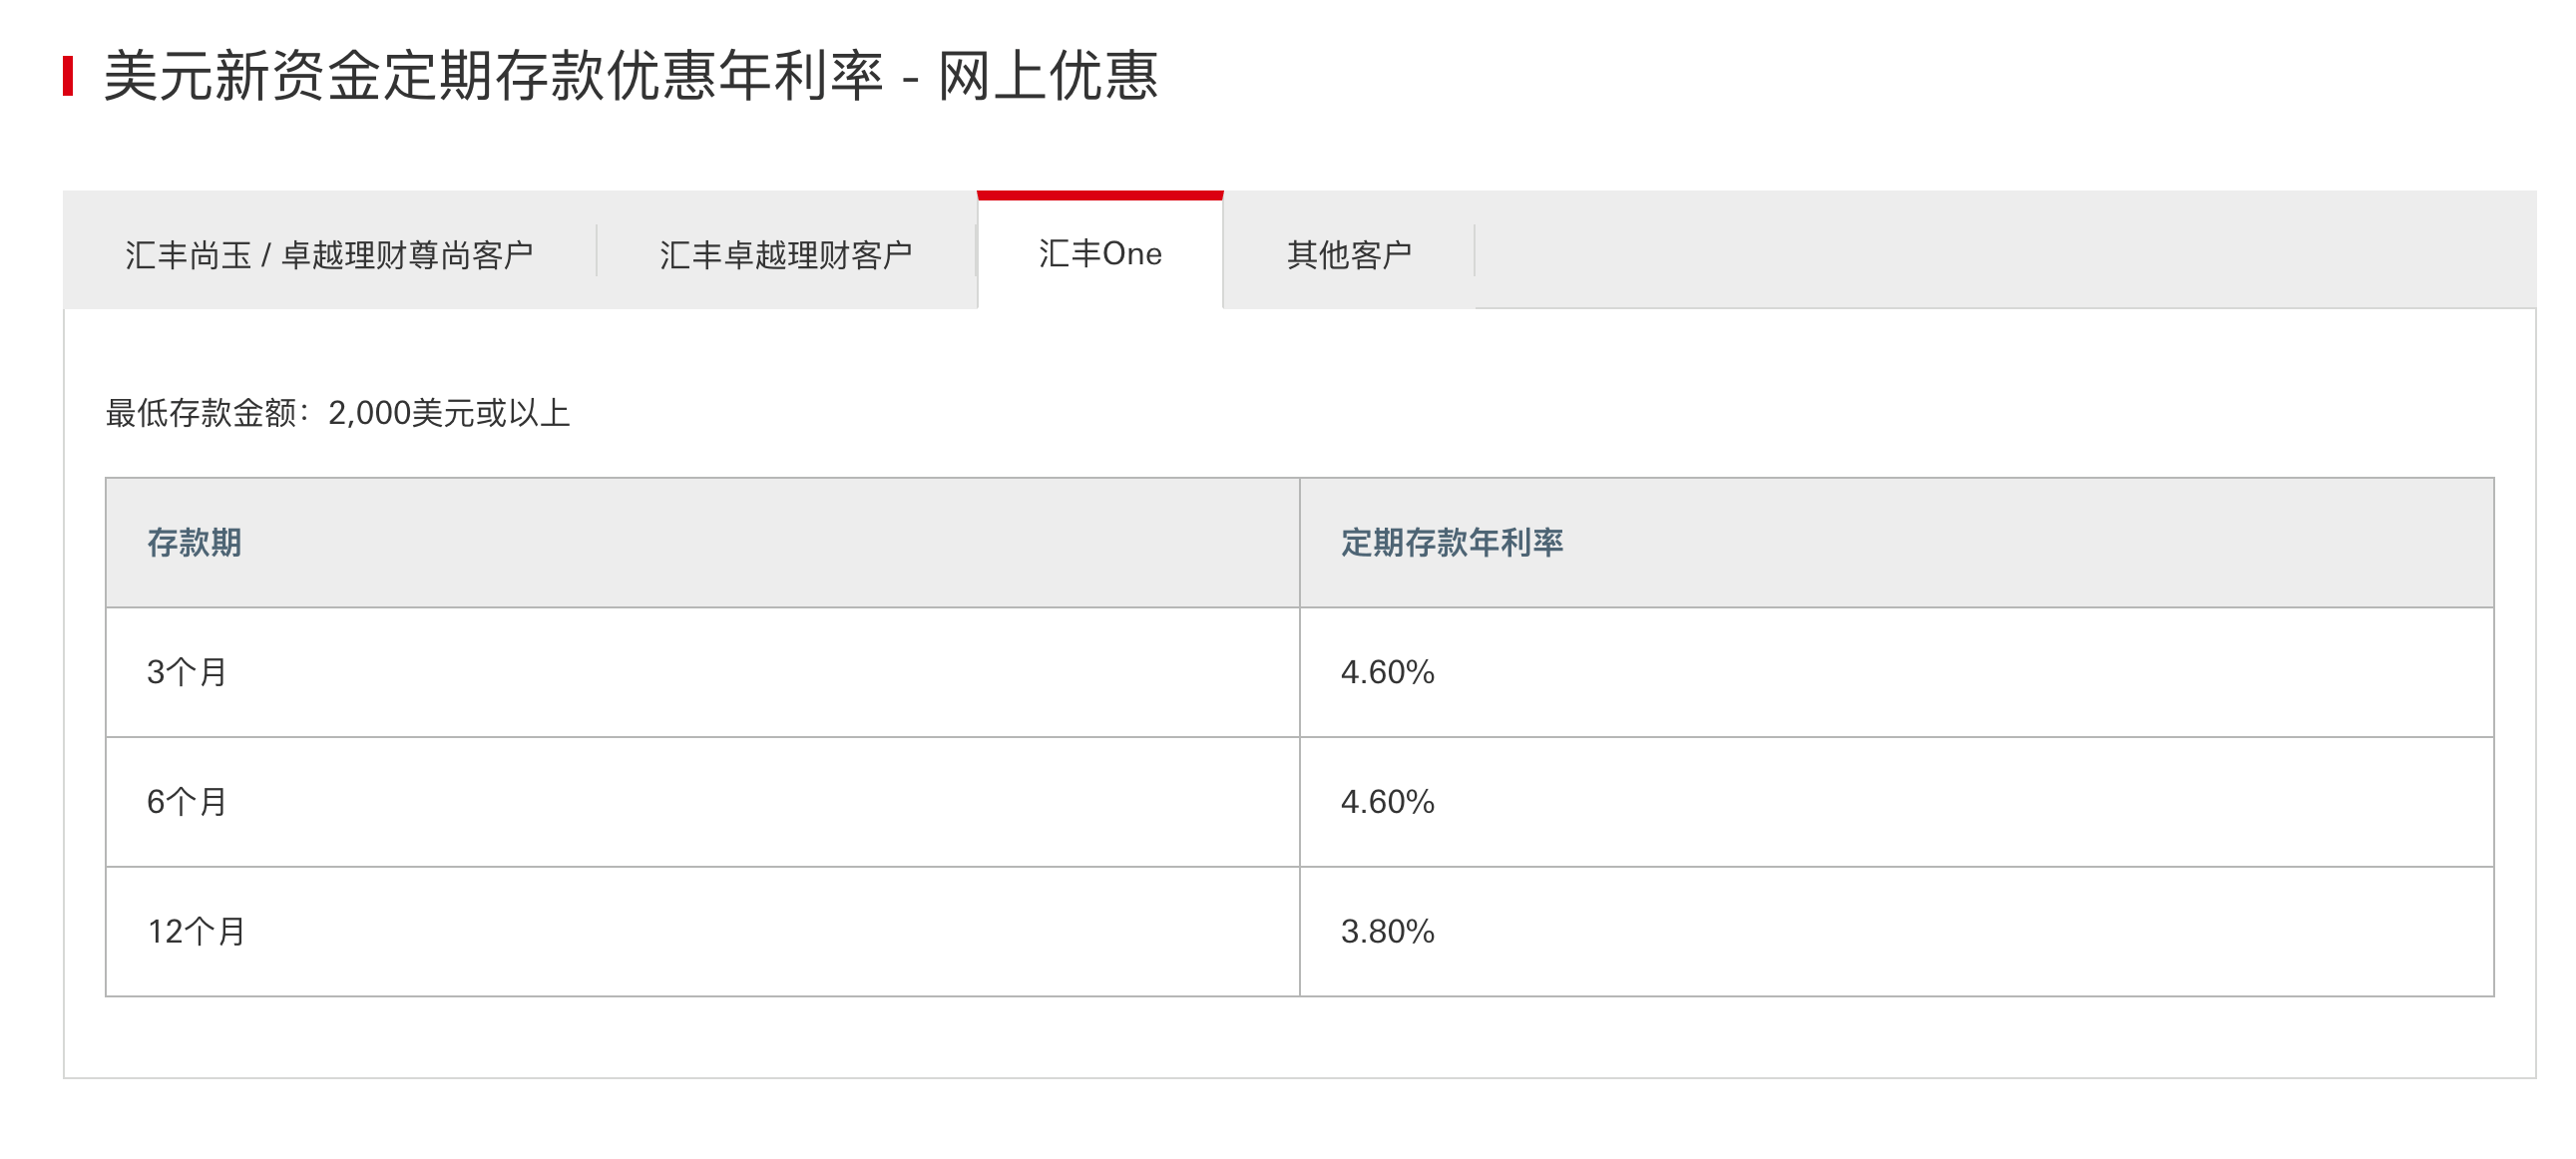 美元新资金定期存款优惠年利率 - 网上优惠
汇丰尚玉 / 卓越理财尊尚客户 汇丰卓越理财客户 汇丰One 其他客户
最低存款金额：2,000美元或以上
存款期 定期存款年利率
3个月 4.60%
6个月 4.60%
12个月 3.80%